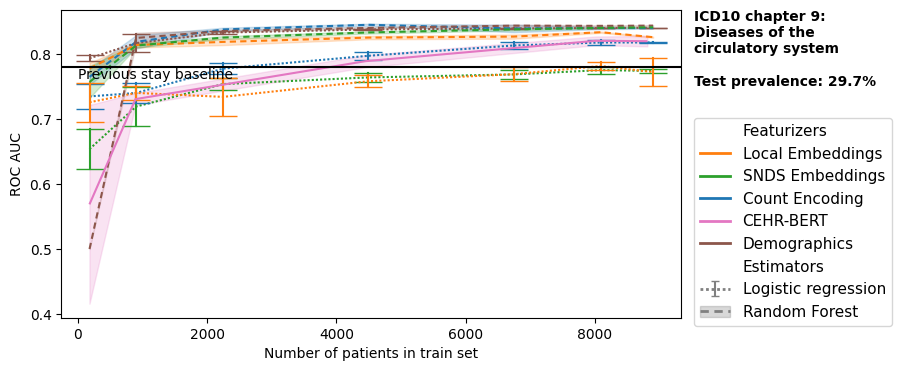 ICD10 chapter 9:
Diseases of the
circulatory system
Test prevalence: 29.7%
ROC AUC
0.8
0.7
0.6
0.5
0.4
Previous stay baseline
0
2000
4000
6000
8000
Number of patients in train set
Featurizers
Local Embeddings
SNDS Embeddings
Count Encoding
CEHR-BERT
Demographics
Estimators
Logistic regression
Random Forest